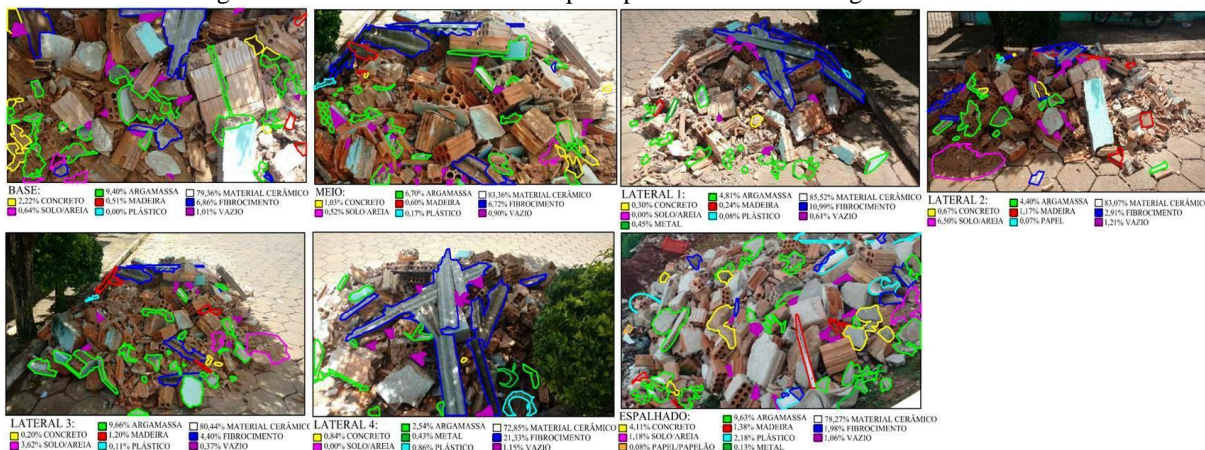 BASE:
9,40% ARGAMASSA
79,36% MATERIAL CERÂMICO
2,22% CONCRETO
0,51% MADEIRA
6,86% FIBROCIMENTO
0,64% SOLO/AREIA
0,00% PLÁSTICO
1,01% VAZIO
MEIO:
6,70% ARGAMASSA
83,36% MATERIAL CERÂMICO
1,03% CONCRETO
0,60% MADEIRA
6,72% FIBROCIMENTO
0,52% SOLO/AREIA
0,17% PLÁSTICO
0,90% VAZIO
LATERAL 1:
4,81% ARGAMASSA
85,52% MATERIAL CERÂMICO
0,30% CONCRETO
0,24% MADEIRA
10,99% FIBROCIMENTO
0,00% SOLO/AREIA
0,08% PLÁSTICO
0,61% VAZIO
0,45% METAL
LATERAL 2:
4,40% ARGAMASSA
83,07% MATERIAL CERÂMICO
0,67% CONCRETO
1,17% MADEIRA
2,91% FIBROCIMENTO
6,50% SOLO/AREIA
0,07% PAPEL
1,21% VAZIO
LATERAL 3:
9,66% ARGAMASSA
80,44% MATERIAL CERÂMIC
0,20% CONCRETO
1,20% MADEIRA
4,40% FIBROCIMENTO
3,62% SOLO/AREIA
0,11% PLÁSTICO
0,37% VAZIO
LATERAL 4:
2,54% ARGAMASSA
72,85% MATERIAL CERÂMICO
0,84% CONCRETO
0,43% METAL
21,33% FIBROCIMENTO
0,00% SOLO/AREIA
0,86% PLÁSTICO
1,15% VAZIO
ESPALHADO:
9,63% ARGAMASSA
78,27% MATERIAL CERÂMICO
4,11% CONCRETO
1,38% MADEIRA
1,98% FIBROCIMENTO
1,18% SOLO/AREIA
2,18% PLÁSTICO
1,06% VAZIO
0,08% PAPEL/PAPELÃO
0,13% METAL